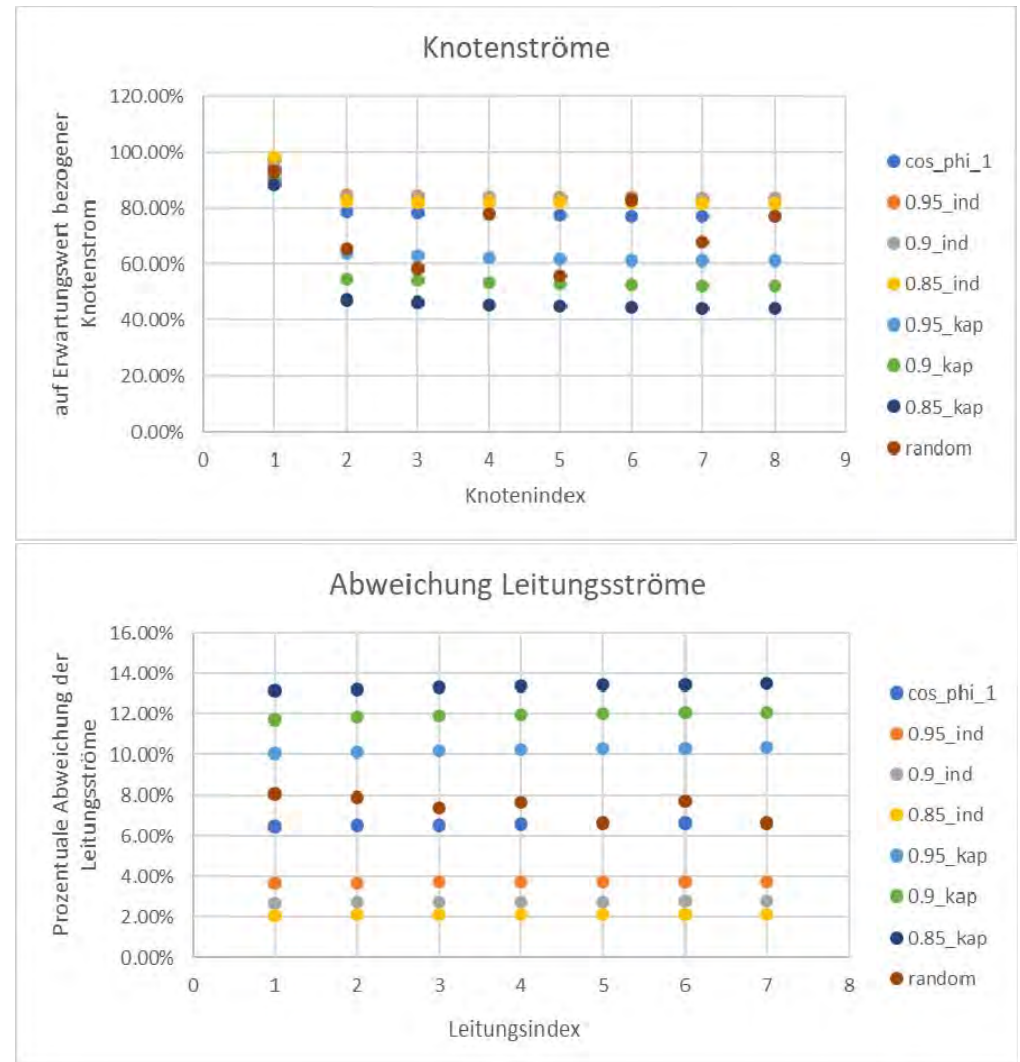 Knotenströme
auf Erwartungswert bezogener
Knotenstrom
120.00%
100.00%
80.00%
60.00%
40.00%
20.00%
0.00%
0 1 2 3 4 5 6 7 8 9
Knotenindex
cos_phi_1
0.95_ind
0.9_ind
0.85_ind
0.95_kap
0.9_kap
0.85_kap
random
Abweichung Leitungsströme
Prozentuale Abweichung der
Leitungsströme
16.00%
14.00%
12.00%
10.00%
8.00%
6.00%
4.00%
2.00%
0.00%
0 1 2 3 4 5 6 7 8
Leitungsindex
cos_phi_1
0.95_ind
0.9_ind
0.85_ind
0.95_kap
0.9_kap
0.85_kap
random